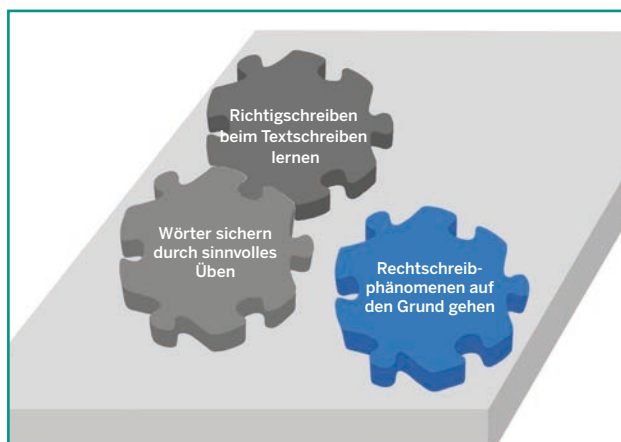 Richtigschreiben
beim Textschreiben
lernen
Wörter sichern
durch sinnvolles
Üben
Rechtschreib-
phänomenen auf
den Grund gehen